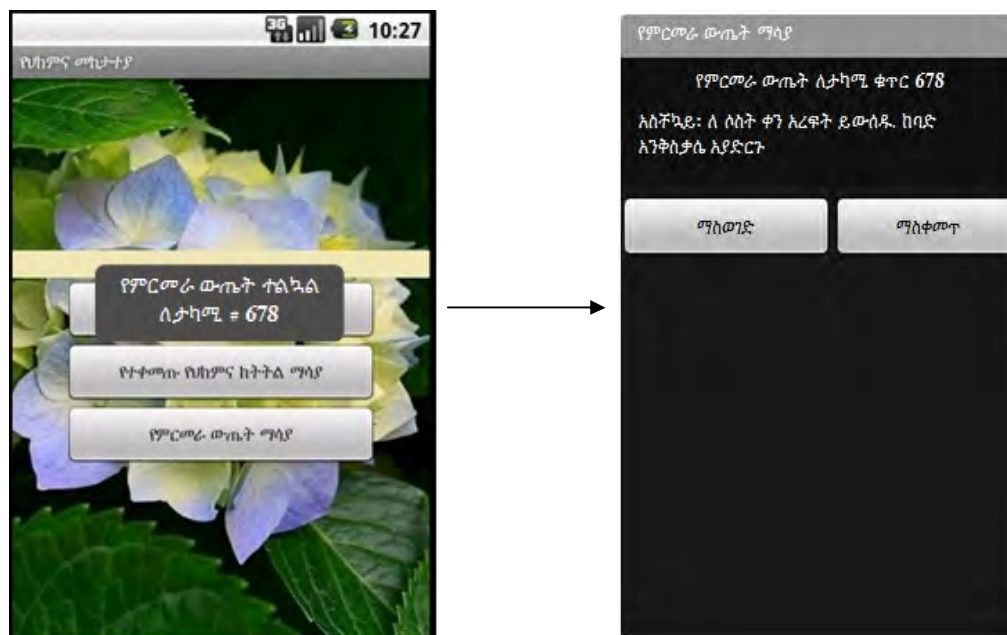 3G 10:27
የህክምና መከታተያ
የምርመራ ውጤት ተልኳል
ለታካሚ # 678
የተቀመጡ የህክምና ክትትል ማሳያ
የምርመራ ውጤት ማሳያ
የምርመራ ውጤት ማሳያ
የምርመራ ውጤት ለታካሚ ቁጥር 678
አስቸኳይ፡ ለ ሶስት ቀን እረፍት ይውሰዱ. ከባድ
እንቅስቃሴ አያድርጉ
ማስወገድ
ማስቀመጥ